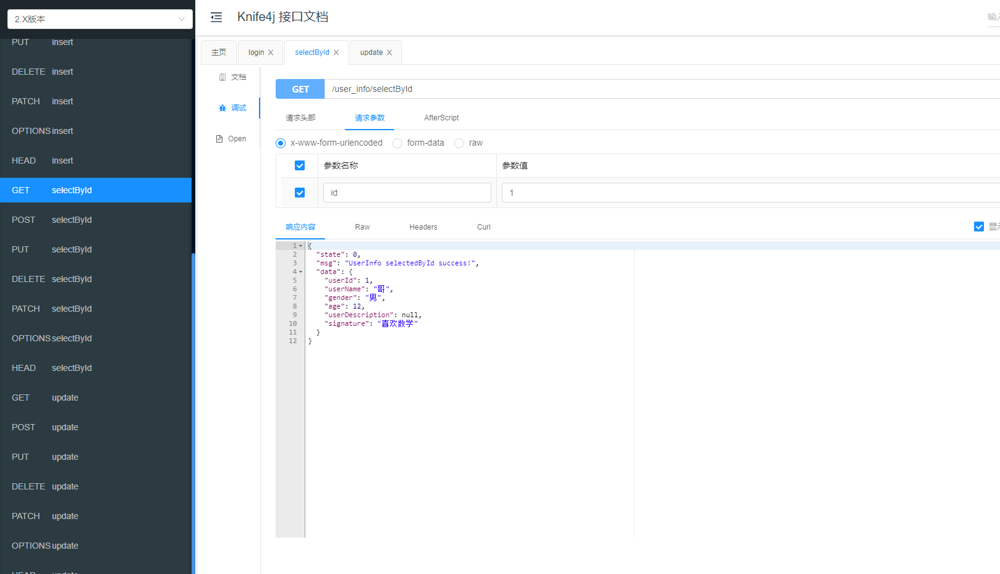 2.X版本
PUT insert
DELETE insert
PATCH insert
OPTIONS insert
HEAD insert
GET selectById
POST selectById
PUT selectById
DELETE selectById
PATCH selectById
OPTIONS selectById
HEAD selectById
GET update
POST update
PUT update
DELETE update
PATCH update
OPTIONS update
HEAD update
Knife4j 接口文档
输入
主页 login selectById update
文档
调试
Open
GET /user_info/selectById
请求头部 请求参数 AfterScript
x-www-form-urlencoded form-data raw
参数名称 参数值
id 1
响应内容 Raw Headers Curl 显示
1 {
2 "state": 0,
3 "msg": "UserInfo selectedById success!",
4 "data": {
5 "userId": 1,
6 "userName": "哥",
7 "gender": "男",
8 "age": 12,
9 "userDescription": null,
10 "signature": "喜欢数学"
11 }
12 }